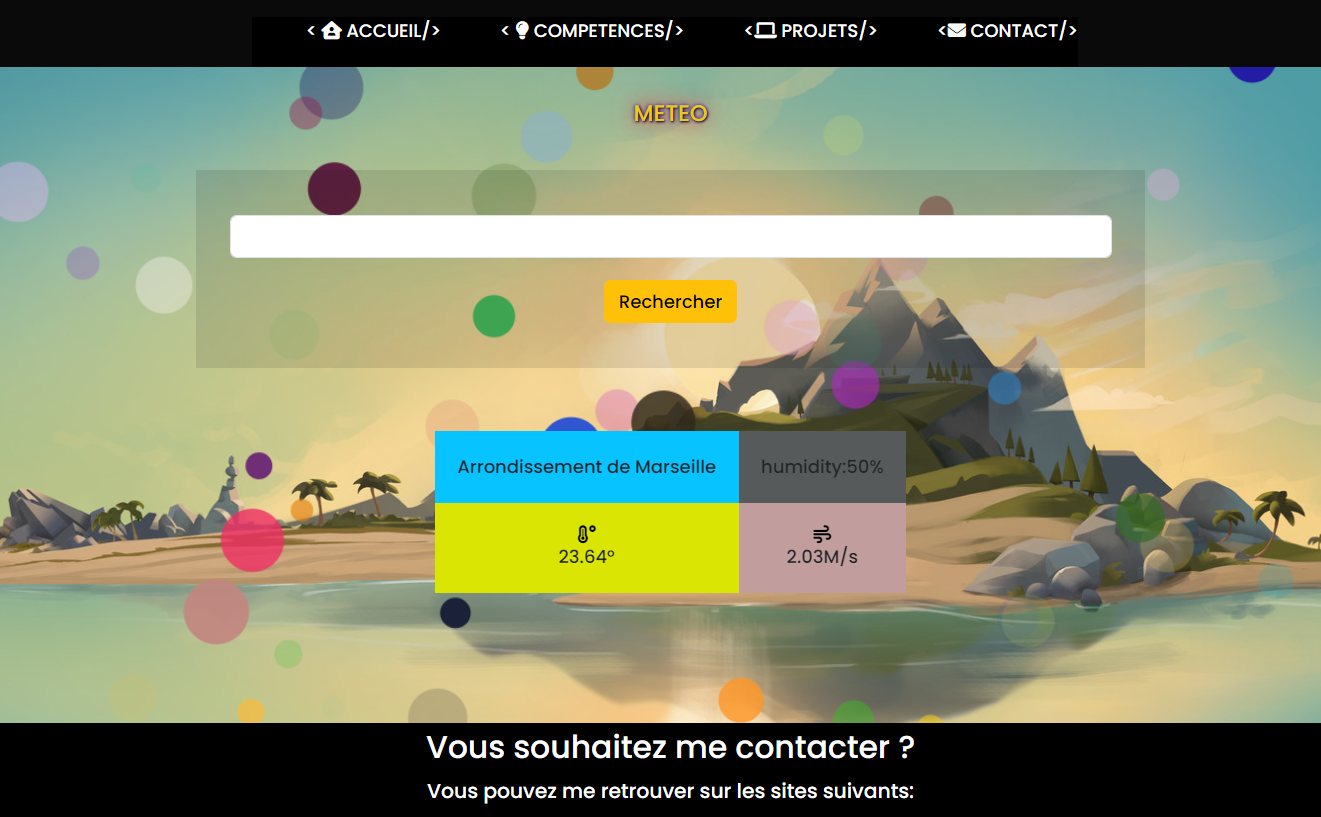 < ACCUEIL/> < COMPETENCES/> < PROJETS/> < CONTACT/>
METEO
Rechercher
Arrondissement de Marseille humidity:50%
23.64° 2.03M/s
Vous souhaitez me contacter ?
Vous pouvez me retrouver sur les sites suivants: